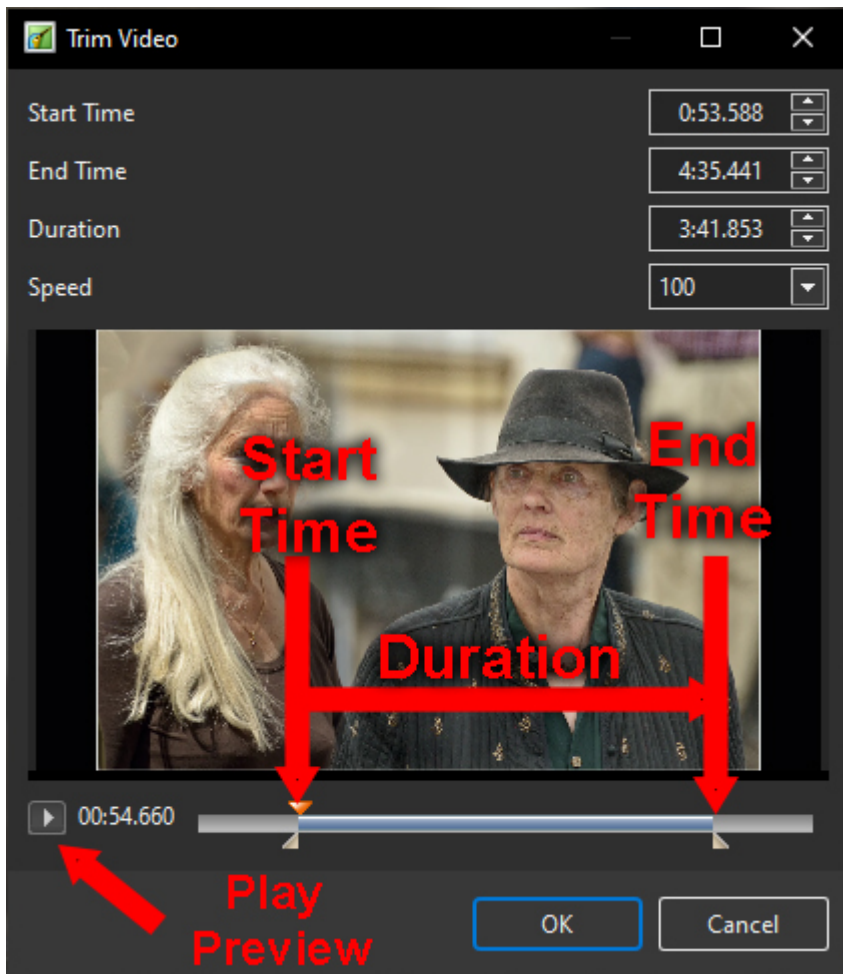 Trim Video
Start Time 0:53.588
End Time 4:35.441
Duration 3:41.853
Speed 100
Start
Time
End
Time
Duration
00:54.660
Play
Preview
OK Cancel